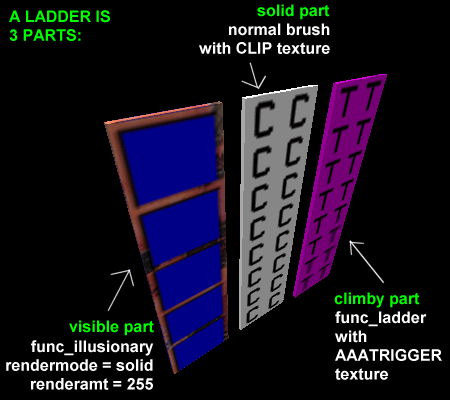 A LADDER IS
3 PARTS:
solid part
normal brush
with CLIP texture
C C
C C
C C
C C
C C
C C
C C
C C
C C
T T
T T
T T
T T
T T
T T
T T
T T
T T
visible part
func_illusionary
rendermode = solid
renderamt = 255
climby part
func_ladder
with
AAATRIGGER
texture